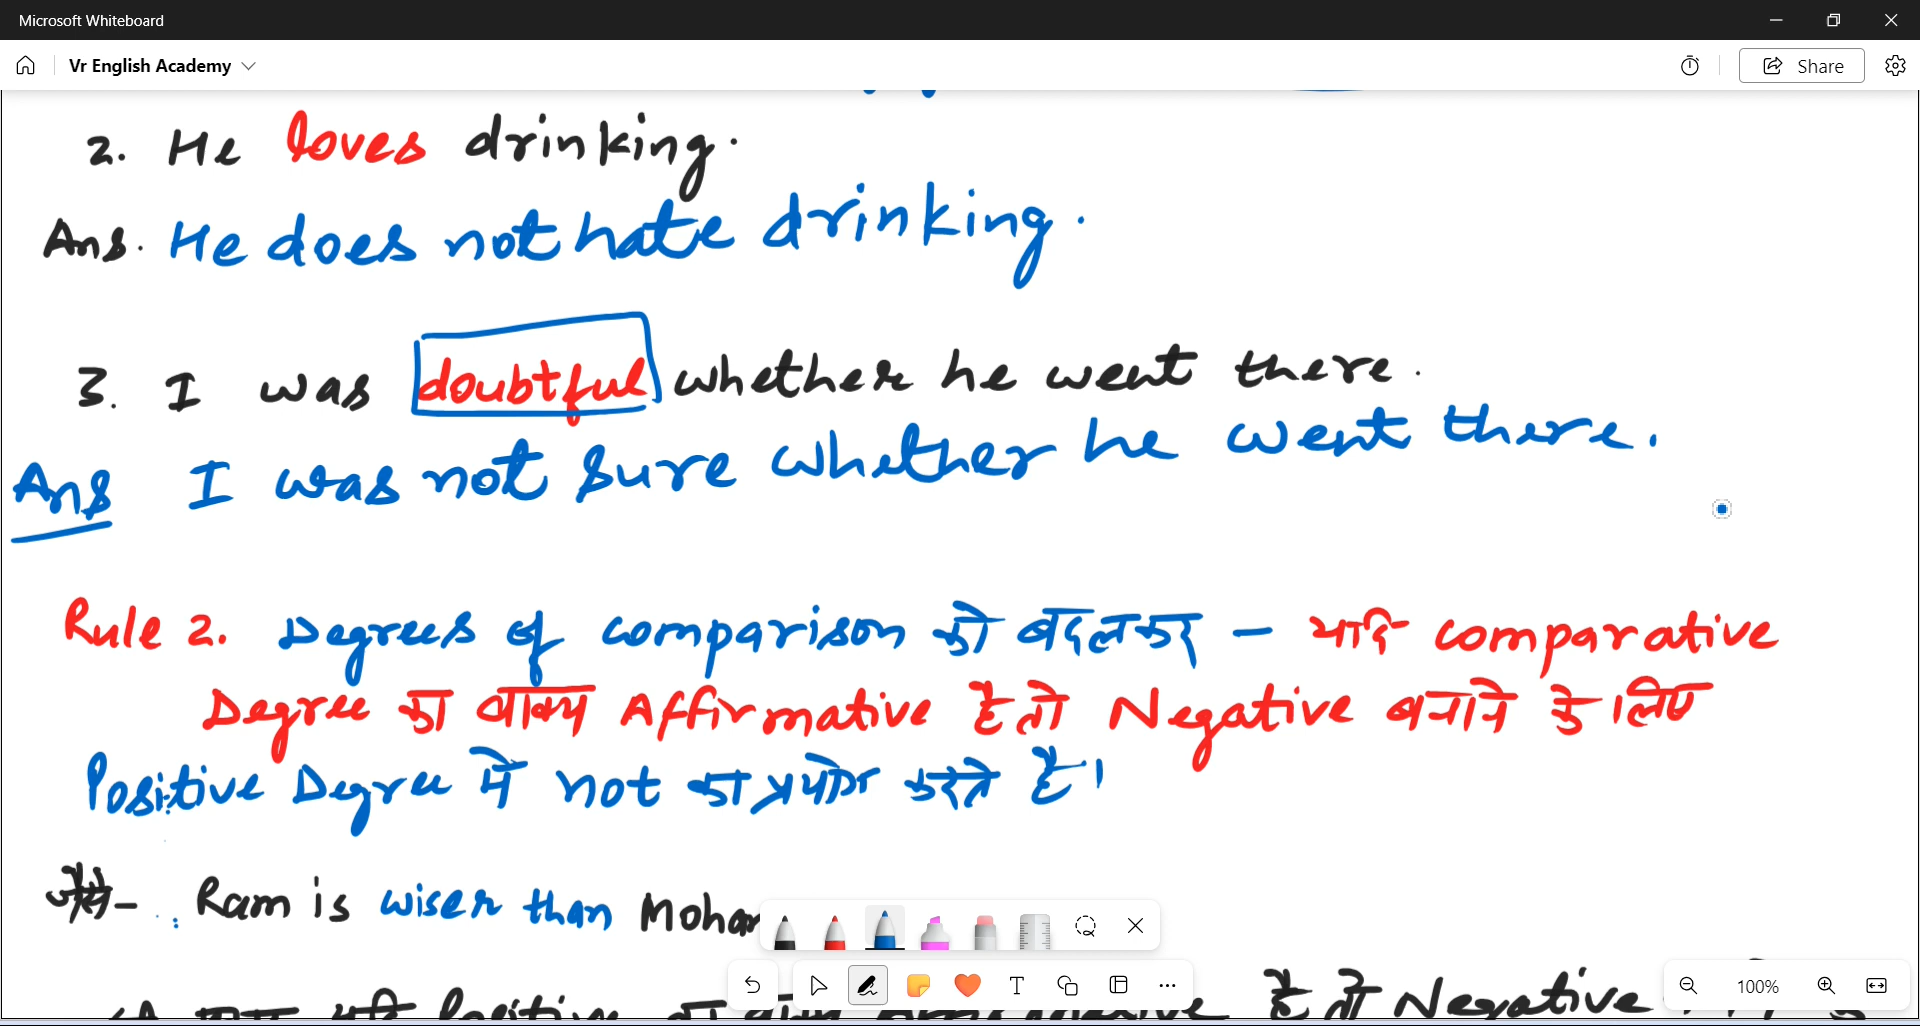 Microsoft Whiteboard
Vr English Academy
Share
2. He loves drinking.
Ans. He does not hate drinking.
3. I was doubtful whether he went there.
Ans I was not sure whether he went there.
Rule 2. Degrees of comparison को बदलकर - यदि comparative
Degree का वाक्य Affirmative है तो Negative बनाने के लिए
Positive Degree में not का प्रयोग करते है।
जैसे- Ram is wiser than Mohan
Positive Negative
100%